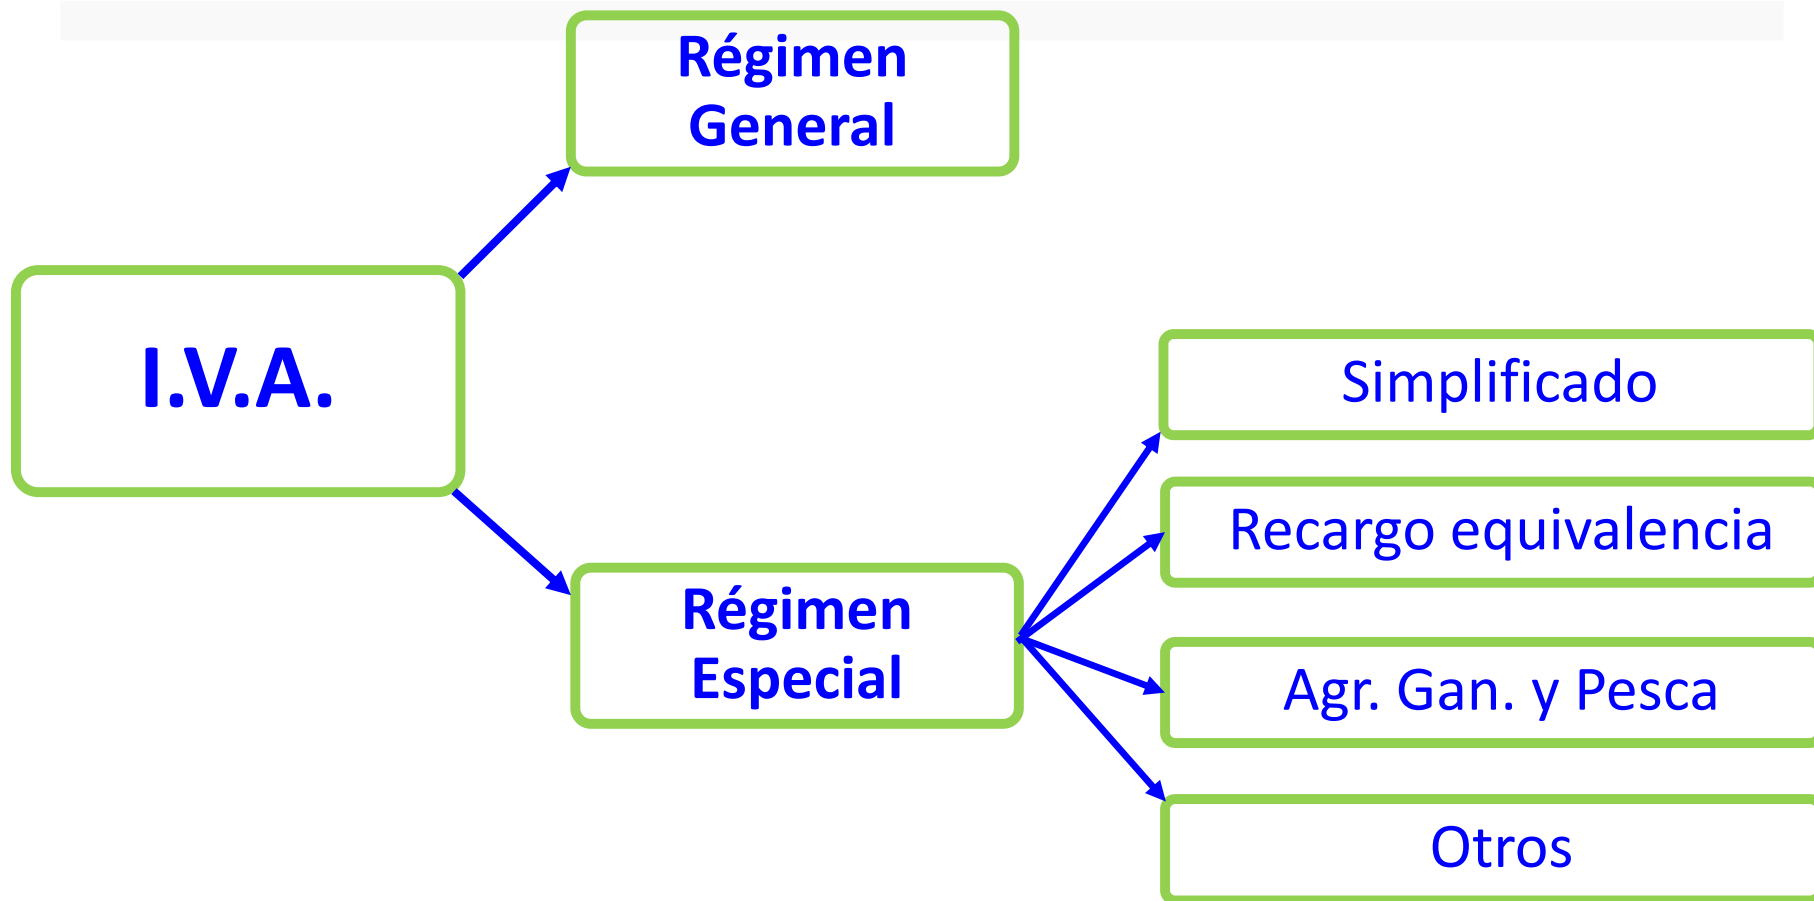 Régimen
General
I.V.A.
Simplificado
Recargo equivalencia
Régimen
Especial
Agr. Gan. y Pesca
Otros